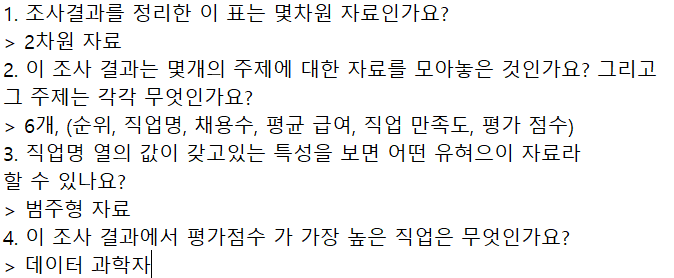 1. 조사결과를 정리한 이 표는 몇차원 자료인가요?
> 2차원 자료
2. 이 조사 결과는 몇개의 주제에 대한 자료를 모아놓은 것인가요? 그리고
그 주제는 각각 무엇인가요?
> 6개, (순위, 직업명, 채용수, 평균 급여, 직업 만족도, 평가 점수)
3. 직업명 열의 값이 갖고있는 특성을 보면 어떤 유혀으이 자료라
할 수 있나요?
> 범주형 자료
4. 이 조사 결과에서 평가점수 가 가장 높은 직업은 무엇인가요?
> 데이터 과학자